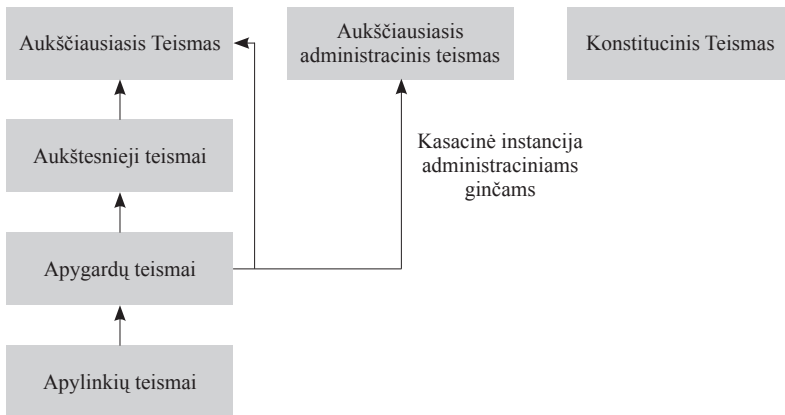 Aukščiausiasis Teismas
Aukščiausiasis
administracinis teismas
Konstitucinis Teismas
Aukštesnieji teismai
Kasacinė instancija
administraciniams
ginčams
Apygardų teismai
Apylinkių teismai